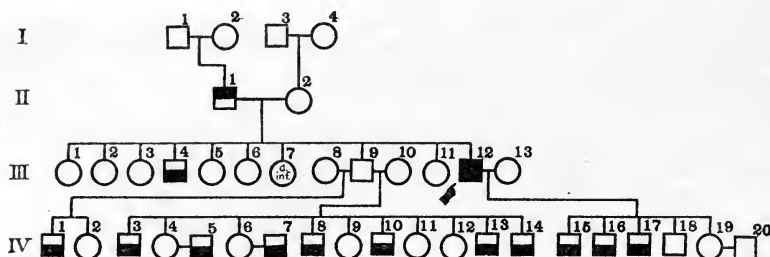 I 1 2 3 4
II 1 2
III 1 2 3 4 5 6 7 8 9 10 11 12 13
d.
inf.
IV 1 2 3 4 5 6 7 8 9 10 11 12 13 14 15 16 17 18 19 20